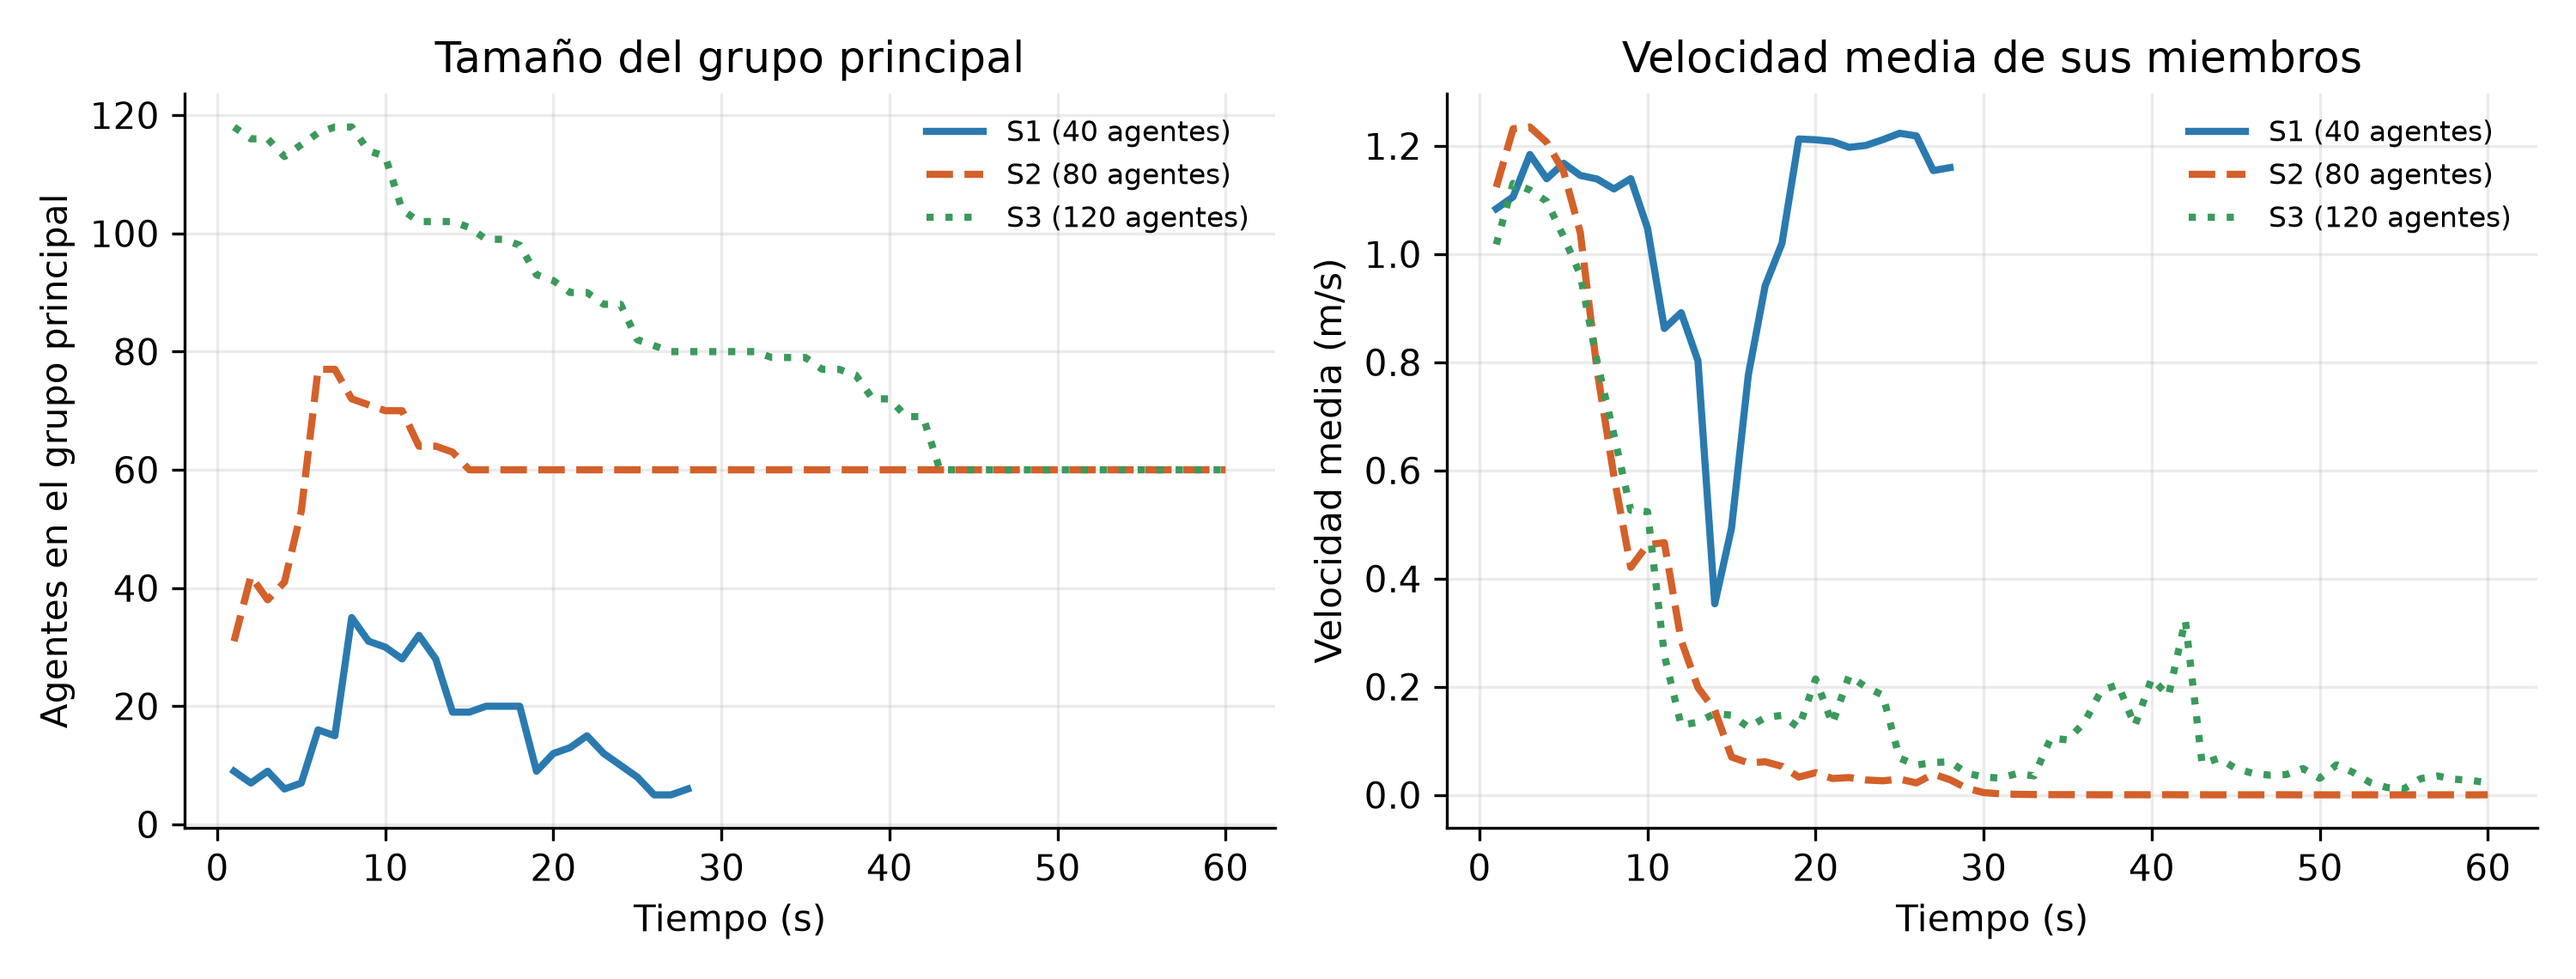 Tamaño del grupo principal
Agentes en el grupo principal
120
100
80
60
40
20
0
S1 (40 agentes)
S2 (80 agentes)
S3 (120 agentes)
0 10 20 30 40 50 60
Tiempo (s)
Velocidad media de sus miembros
Velocidad media (m/s)
1.2
1.0
0.8
0.6
0.4
0.2
0.0
S1 (40 agentes)
S2 (80 agentes)
S3 (120 agentes)
0 10 20 30 40 50 60
Tiempo (s)